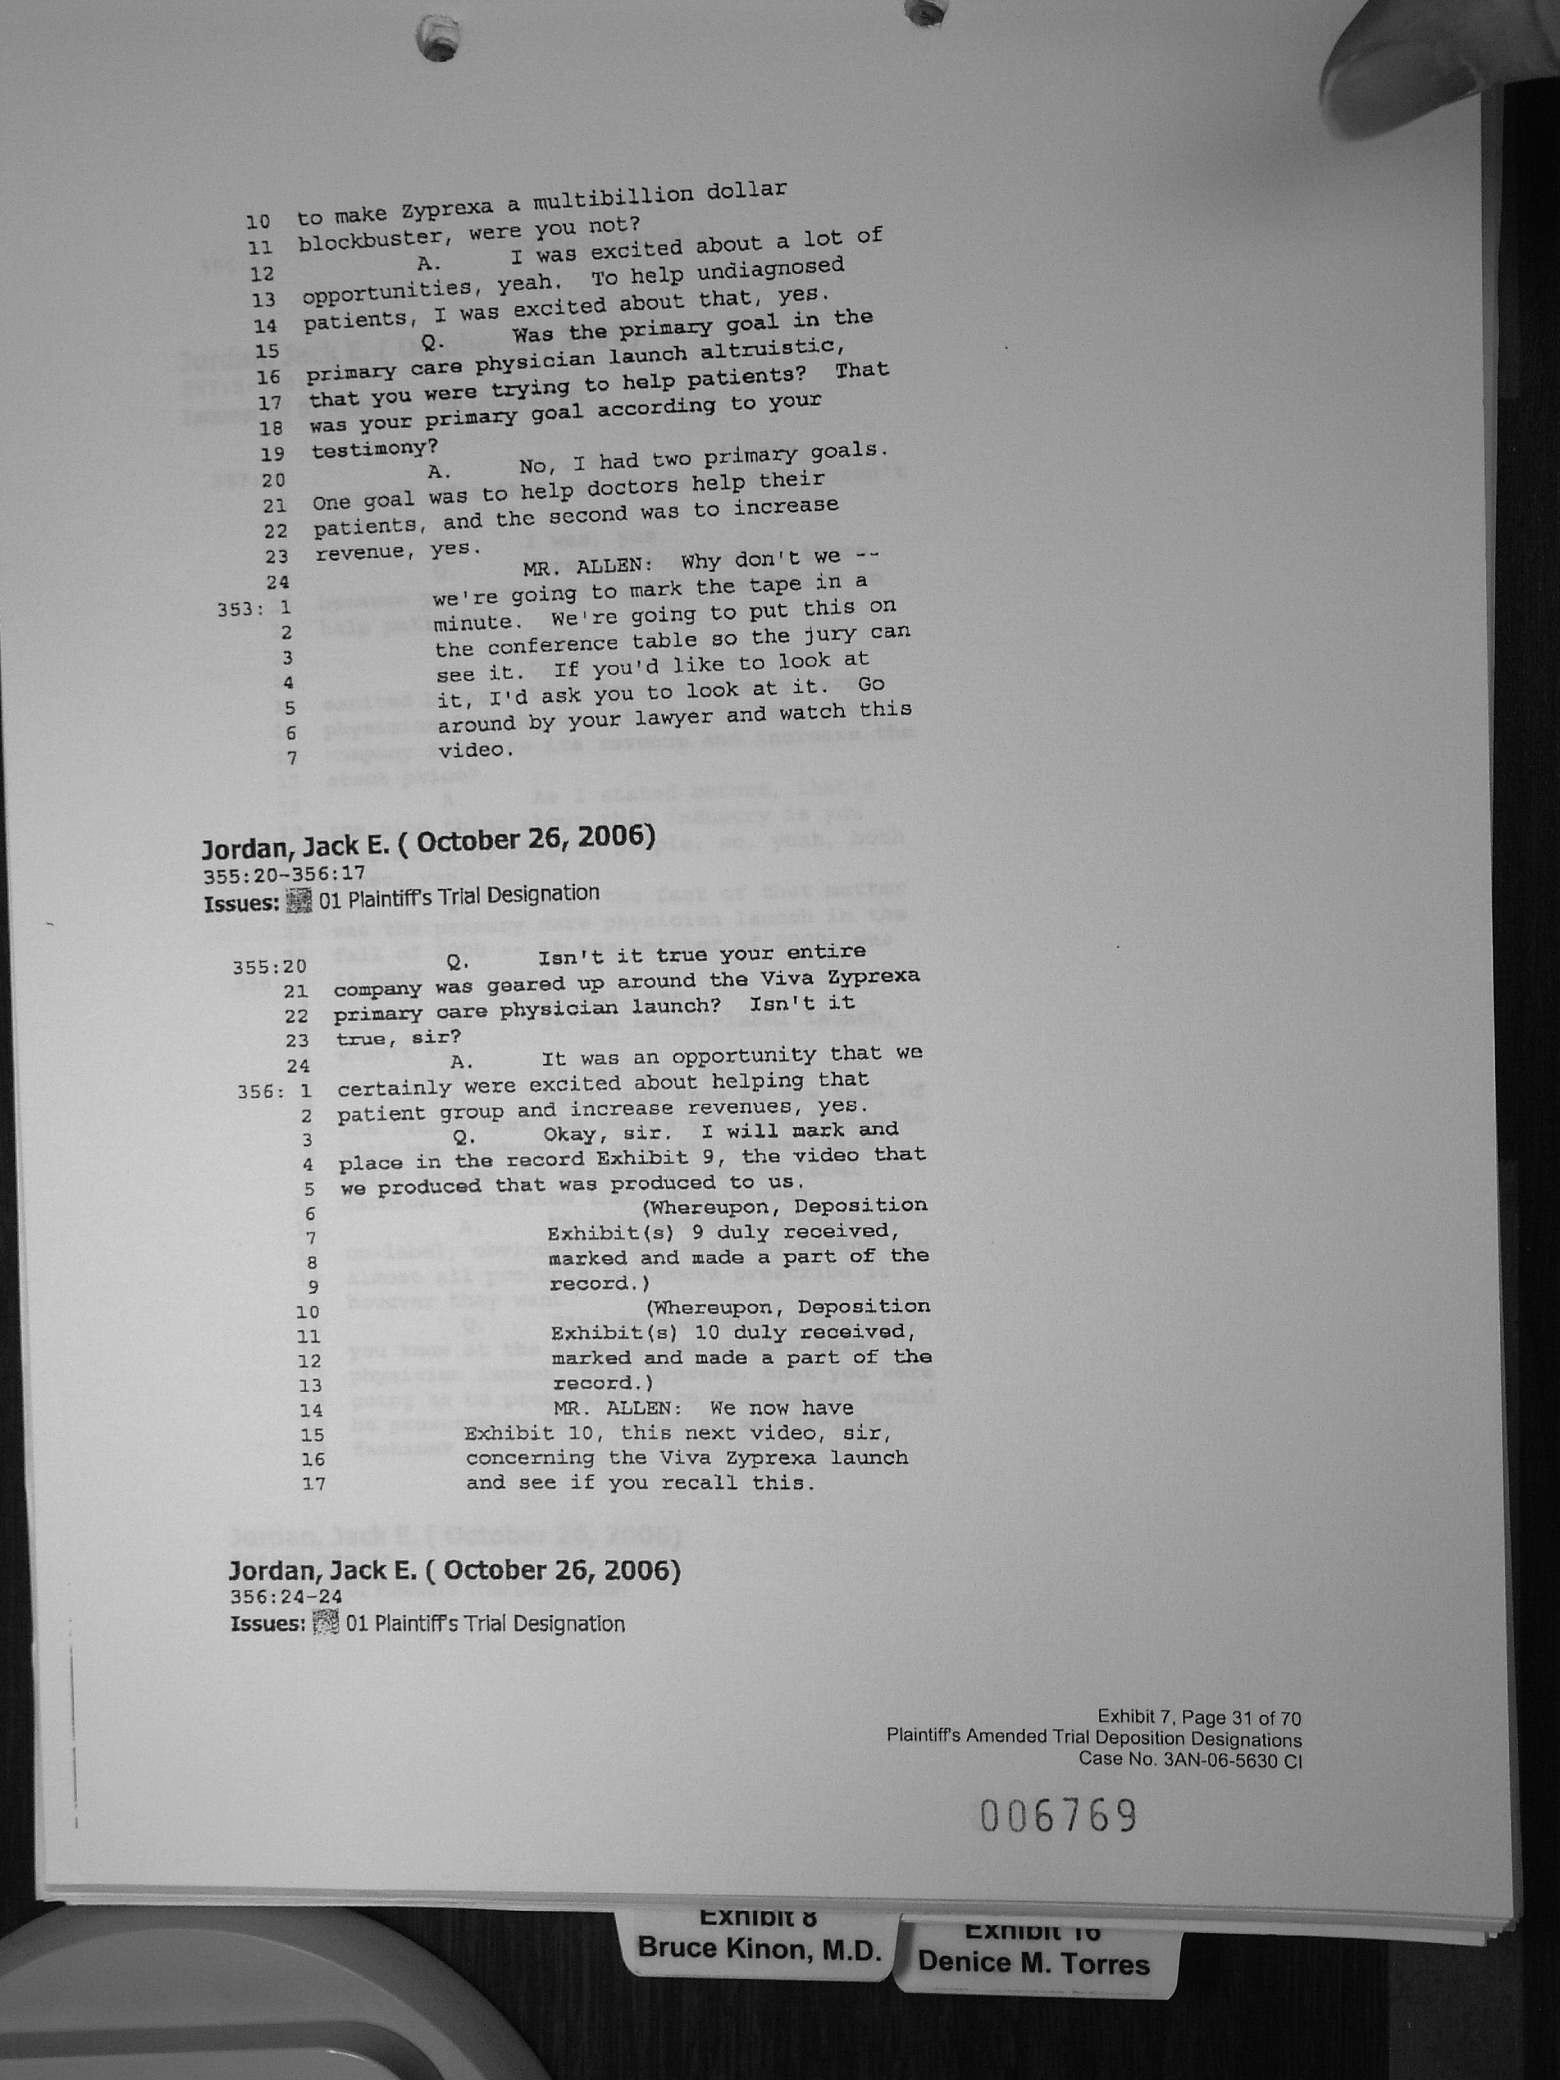 10 to make Zyprexa a multibillion dollar
11 blockbuster, were you not?
12 A. I was excited about a lot of
13 opportunities, yeah. To help undiagnosed
14 patients, I was excited about that, yes.
15 Q. Was the primary goal in the
16 primary care physician launch altruistic,
17 that you were trying to help patients? That
18 was your primary goal according to your
19 testimony?
20 A. No, I had two primary goals.
21 One goal was to help doctors help their
22 patients, and the second was to increase
23 revenue, yes.
24 MR. ALLEN: Why don't we --
353: 1 we're going to mark the tape in a
2 minute. We're going to put this on
3 the conference table so the jury can
4 see it. If you'd like to look at
5 it, I'd ask you to look at it. Go
6 around by your lawyer and watch this
7 video.
Jordan, Jack E. ( October 26, 2006)
355:20-356:17
Issues: 01 Plaintiff's Trial Designation
355:20 Q. Isn't it true your entire
21 company was geared up around the Viva Zyprexa
22 primary care physician launch? Isn't it
23 true, sir?
24 A. It was an opportunity that we
356: 1 certainly were excited about helping that
2 patient group and increase revenues, yes.
3 Q. Okay, sir. I will mark and
4 place in the record Exhibit 9, the video that
5 we produced that was produced to us.
6 (Whereupon, Deposition
7 Exhibit(s) 9 duly received,
8 marked and made a part of the
9 record.)
10 (Whereupon, Deposition
11 Exhibit(s) 10 duly received,
12 marked and made a part of the
13 record.)
14 MR. ALLEN: We now have
15 Exhibit 10, this next video, sir,
16 concerning the Viva Zyprexa launch
17 and see if you recall this.
Jordan, Jack E. ( October 26, 2006)
356:24-24
Issues: 01 Plaintiff's Trial Designation
Exhibit 7, Page 31 of 70
Plaintiff's Amended Trial Deposition Designations
Case No. 3AN-06-5630 CI
006769
Exhibit 8
Bruce Kinon, M.D.
Exhibit 16
Denice M. Torres